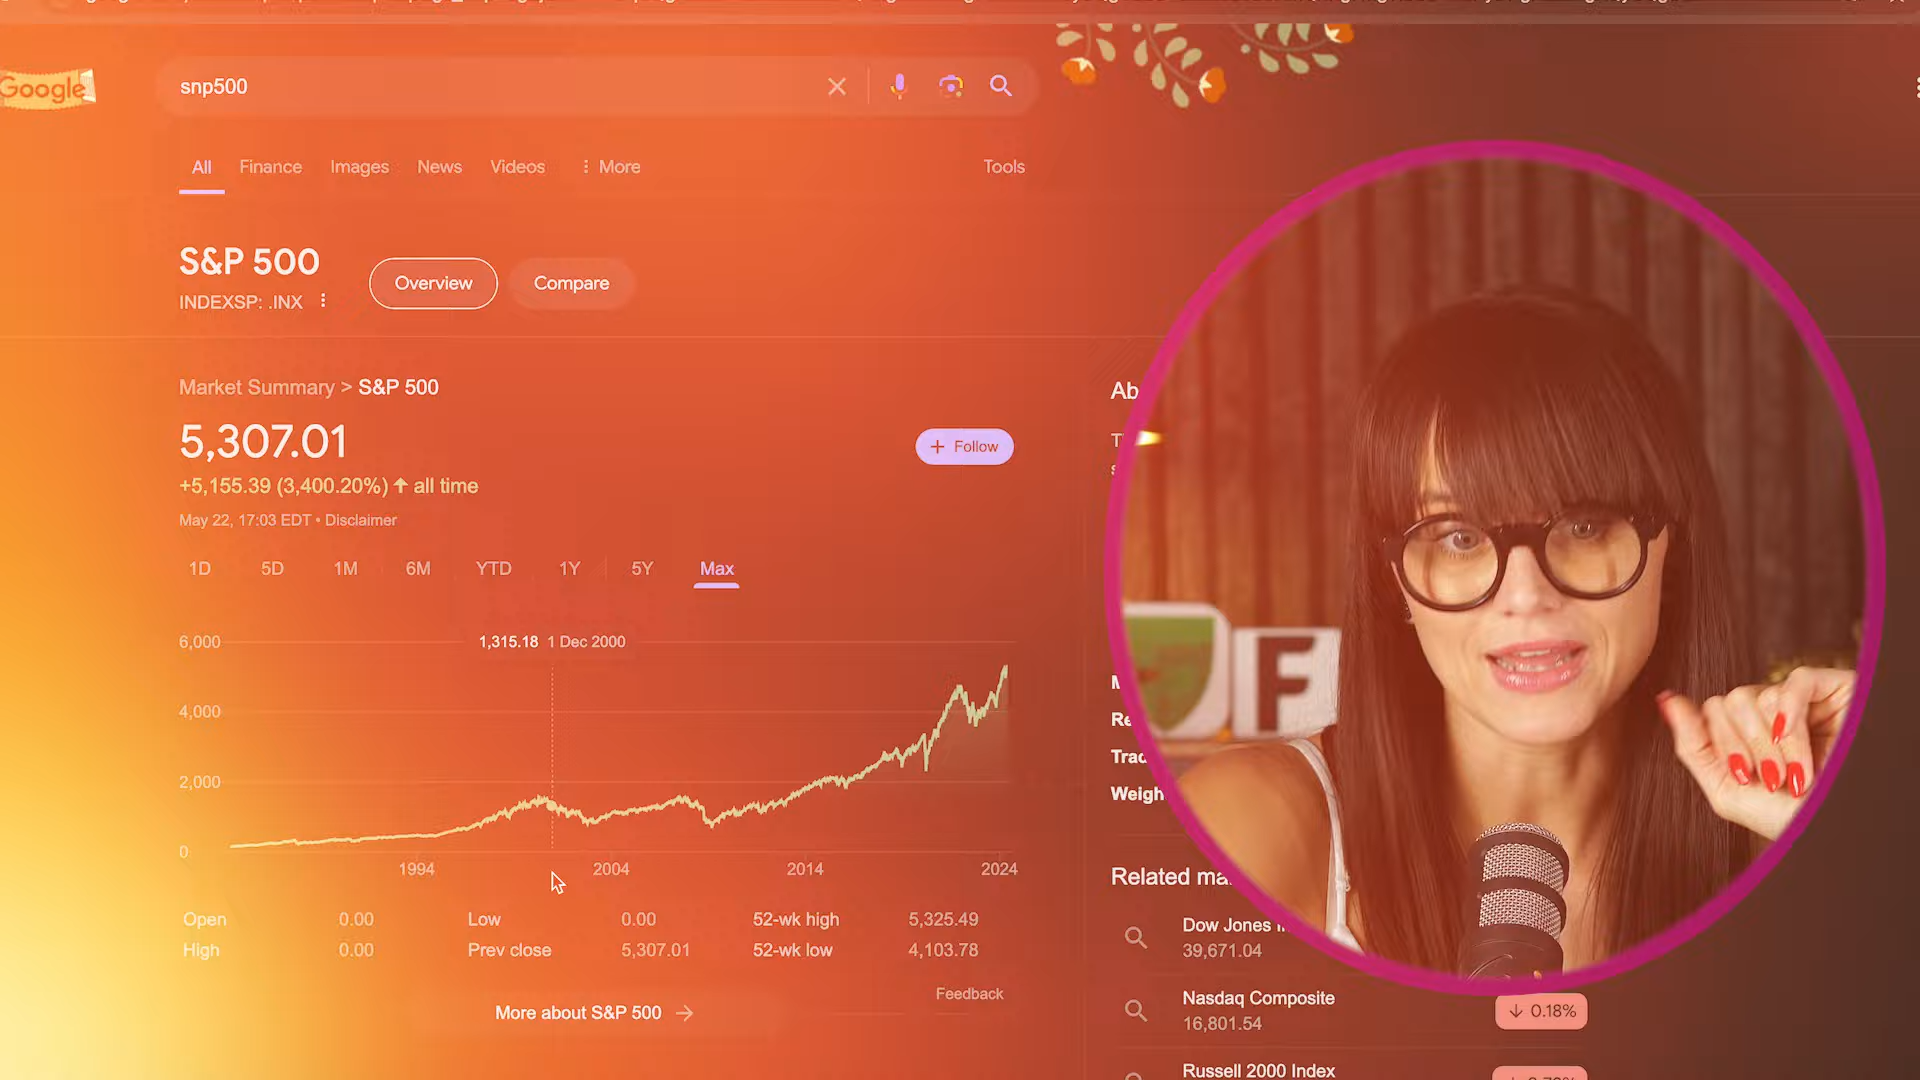 Google
snp500
All Finance Images News Videos More Tools
S&P 500
INDEXSP: .INX
Overview Compare
Market Summary > S&P 500
5,307.01
+5,155.39 (3,400.20%) ↑ all time
May 22, 17:03 EDT • Disclaimer
+ Follow
1D 5D 1M 6M YTD 1Y 5Y Max
1,315.18 1 Dec 2000
6,000
4,000
2,000
0
1994 2004 2014 2024
Open 0.00 Low 0.00 52-wk high 5,325.49
High 0.00 Prev close 5,307.01 52-wk low 4,103.78
Feedback
More about S&P 500 →
Ab
F
Trad
Weigh
Related ma
Dow Jones
39,671.04
Nasdaq Composite
16,801.54
↓ 0.18%
Russell 2000 Index